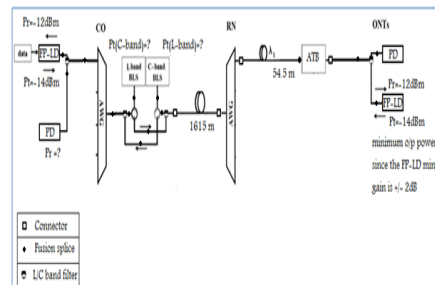 Pr=-12dBm
CO
Pt(C-band)=?
Pt(L-band)=?
RN
ONTs
data
FP-LD
L-band
BLS
C-band
BLS
λ₁
ATB
PD
54.5 m
Pt=-14dBm
AWG
AWG
Pr=-12dBm
FP-LD
1615 m
Pt=-14dBm
PD
Pr =?
minimum o/p power
since the FP-LD min
gain is +/- 2dB
Connector
Fusion splice
L/C band filter